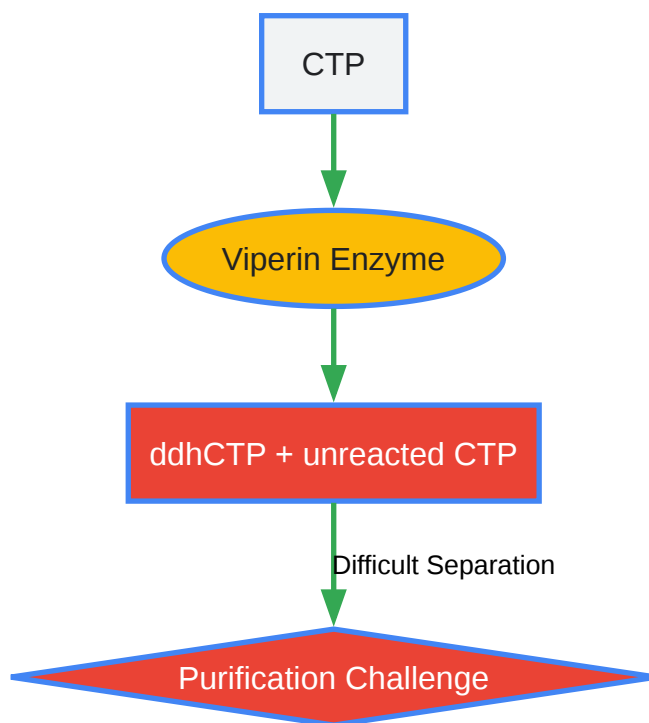 CTP
Viperin Enzyme
ddhCTP + unreacted CTP
Difficult Separation
Purification Challenge